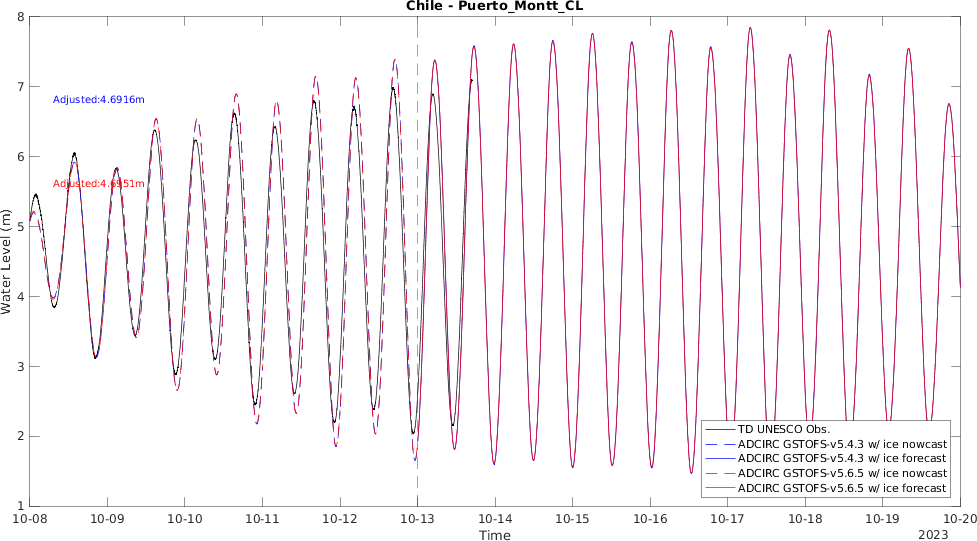 Chile - Puerto_Montt_CL
8
7
6
5
4
3
2
1
Water Level (m)
Adjusted:4.6916m
Adjusted:4.6951m
TD UNESCO Obs.
ADCIRC GSTOFS-v5.4.3 w/ ice nowcast
ADCIRC GSTOFS-v5.4.3 w/ ice forecast
ADCIRC GSTOFS-v5.6.5 w/ ice nowcast
ADCIRC GSTOFS-v5.6.5 w/ ice forecast
10-08 10-09 10-10 10-11 10-12 10-13 10-14 10-15 10-16 10-17 10-18 10-19 10-20
Time
2023